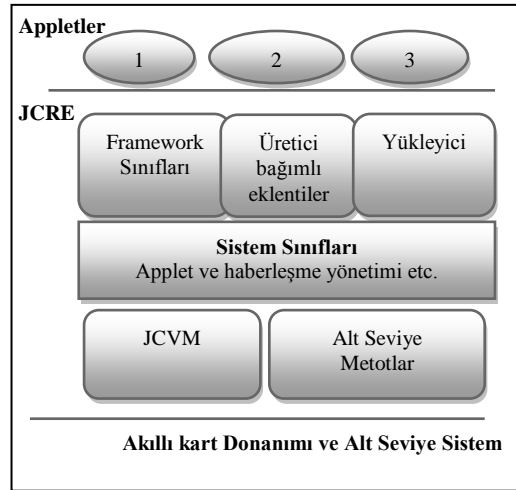 Appletler
1 2 3
JCRE
Framework
Sınıfları
Üretici
bağımlı
eklentiler
Yükleyici
Sistem Sınıfları
Applet ve haberleşme yönetimi etc.
JCVM
Alt Seviye
Metotlar
Akıllı kart Donanımı ve Alt Seviye Sistem